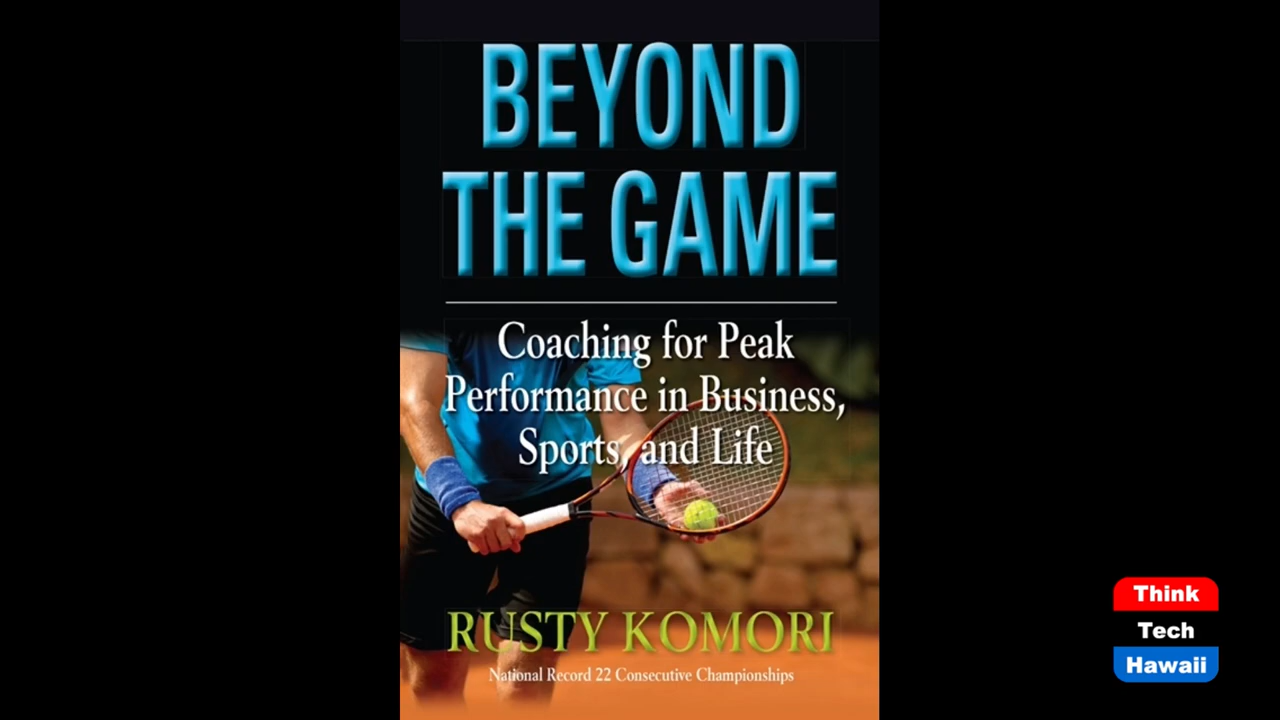 BEYOND
THE GAME
Coaching for Peak
Performance in Business,
Sports, and Life
RUSTY KOMORI
National Record 22 Consecutive Championships
Think
Tech
Hawaii